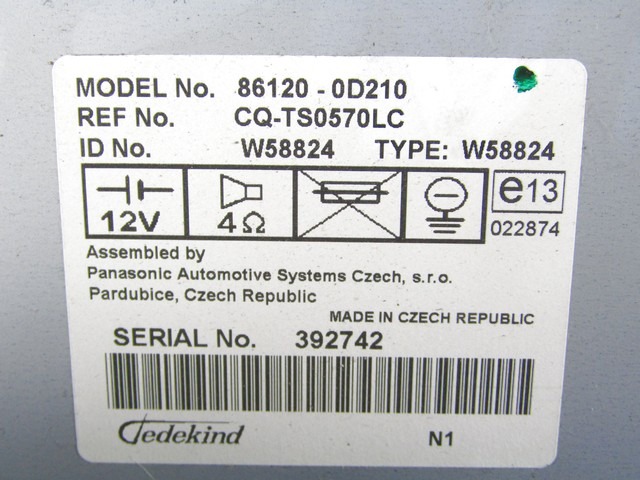 MODEL No. 86120 - 0D210
REF No. CQ-TS0570LC
ID No. W58824 TYPE: W58824
12V 4Ω e13
022874
Assembled by
Panasonic Automotive Systems Czech, s.r.o.
Pardubice, Czech Republic
MADE IN CZECH REPUBLIC
SERIAL No. 392742
Tedekind N1